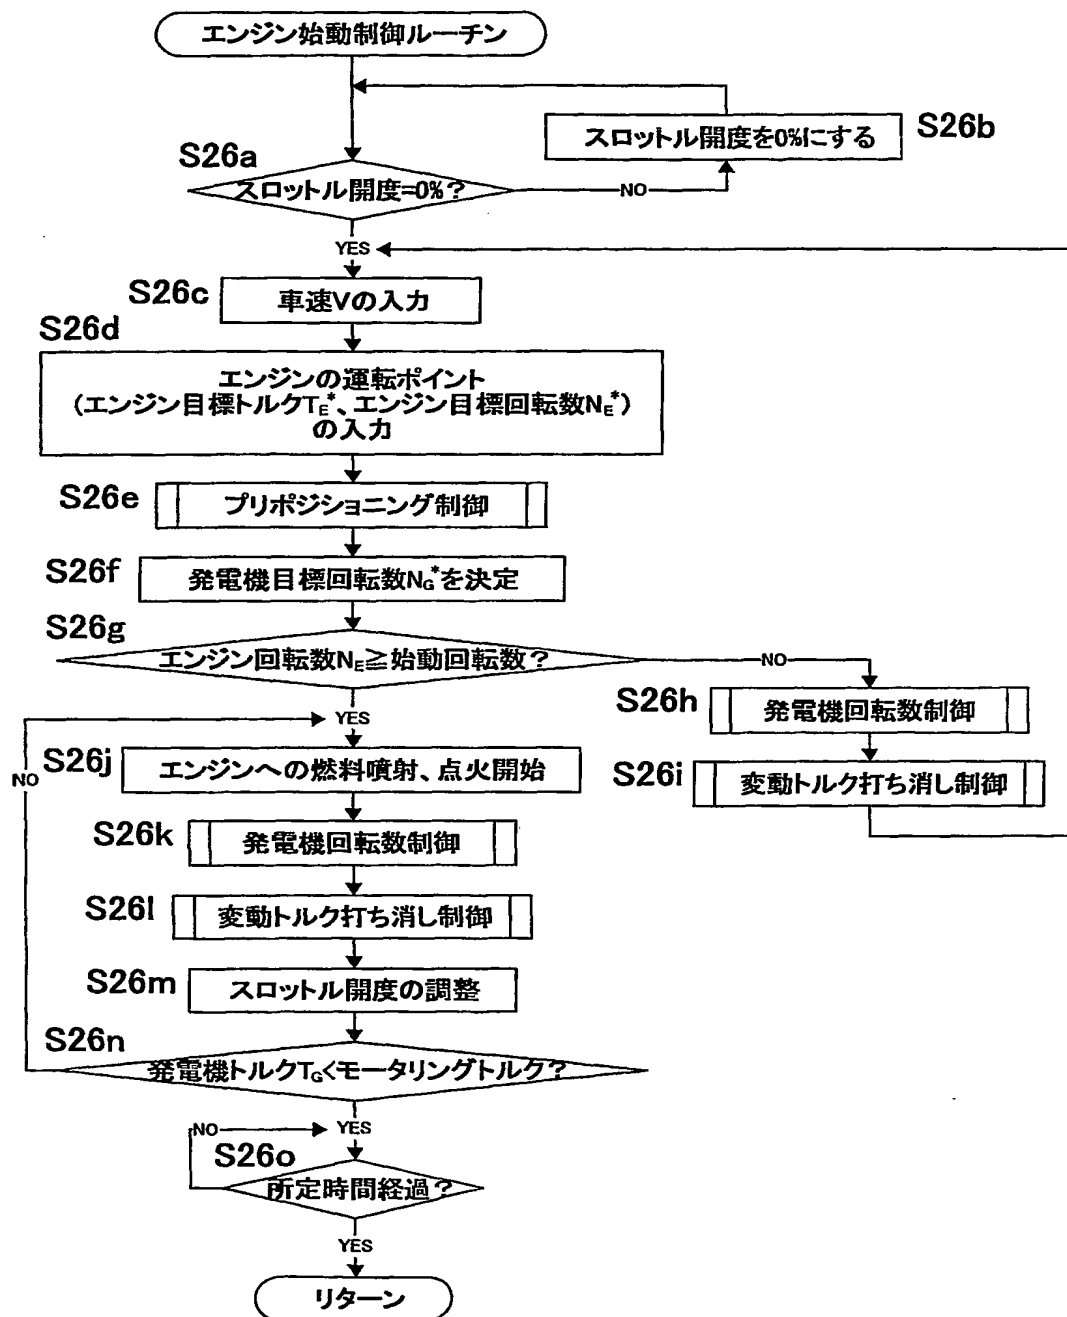 エンジン始動制御ルーチン
スロットル開度を0%にする
S26b
S26a
スロットル開度=0%?
NO
YES
S26c
車速Vの入力
S26d
エンジンの運転ポイント
(エンジン目標トルクTE*、エンジン目標回転数NE*)
の入力
S26e
プリポジショニング制御
S26f
発電機目標回転数NG*を決定
S26g
エンジン回転数NE≧始動回転数?
NO
YES
S26h
発電機回転数制御
S26i
変動トルク打ち消し制御
NO
S26j
エンジンへの燃料噴射、点火開始
S26k
発電機回転数制御
S26l
変動トルク打ち消し制御
S26m
スロットル開度の調整
S26n
発電機トルクTG<モータリングトルク?
NO
YES
S26o
所定時間経過?
YES
リターン